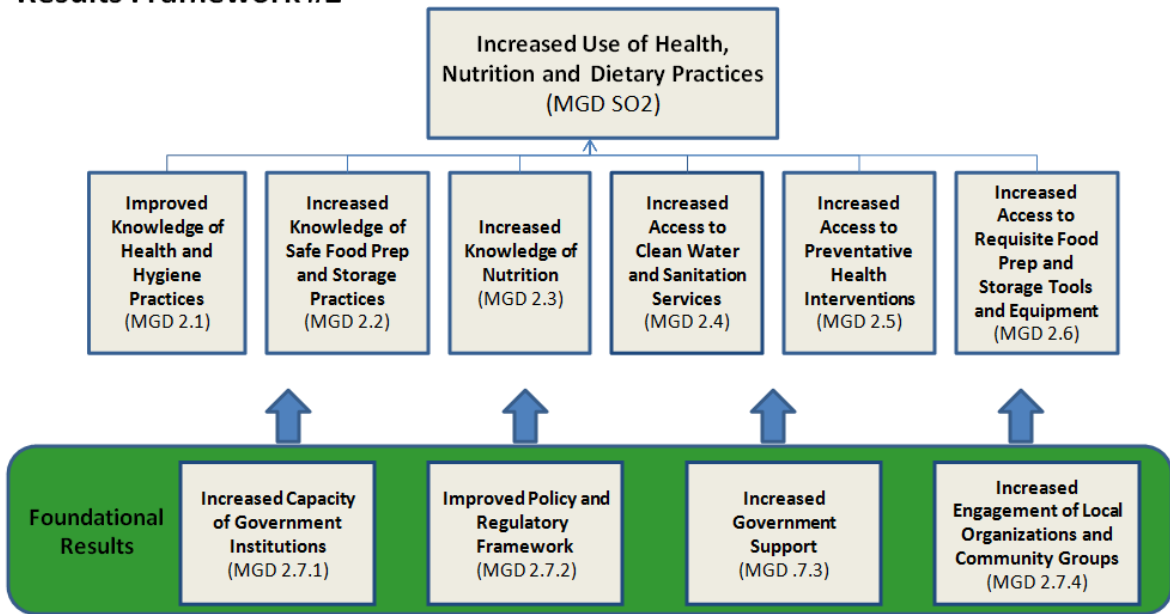 Results Framework #2
Increased Use of Health,
Nutrition and Dietary Practices
(MGD SO2)
Improved
Knowledge of
Health and
Hygiene
Practices
(MGD 2.1)
Increased
Knowledge of
Safe Food Prep
and Storage
Practices
(MGD 2.2)
Increased
Knowledge of
Nutrition
(MGD 2.3)
Increased
Access to
Clean Water
and Sanitation
Services
(MGD 2.4)
Increased
Access to
Preventative
Health
Interventions
(MGD 2.5)
Increased
Access to
Requisite Food
Prep and
Storage Tools
and Equipment
(MGD 2.6)
Foundational
Results
Increased Capacity
of Government
Institutions
(MGD 2.7.1)
Improved Policy and
Regulatory
Framework
(MGD 2.7.2)
Increased
Government
Support
(MGD .7.3)
Increased
Engagement of Local
Organizations and
Community Groups
(MGD 2.7.4)